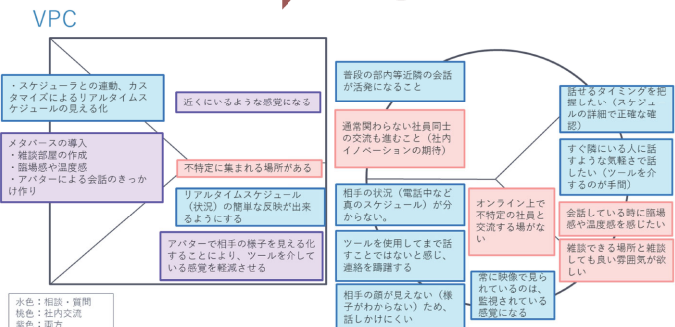 VPC
・スケジューラとの連動、カス
タマイズによるリアルタイムス
ケジュールの見える化
メタバースの導入
・雑談部屋の作成
・臨場感や温度感
・アバターによる会話のきっか
け作り
近くにいるような感覚になる
不特定に集まれる場所がある
リアルタイムスケジュール
（状況）の簡単な反映が出来
るようにする
アバターで相手の様子を見える化
することにより、ツールを介して
いる感覚を軽減させる
普段の部内等近隣の会話
が活発になること
通常関わらない社員同士
の交流も進むこと（社内
イノベーションの期待）
相手の状況（電話中など
真のスケジュール）が分
からない。
ツールを使用してまで話
すことではないと感じ、
連絡を躊躇する
相手の顔が見えない（様
子がわからない）ため、
話しかけにくい
オンライン上で
不特定の社員と
交流する場がな
い
常に映像で見ら
れているのは、
監視されている
感覚になる
話せるタイミングを把
握したい（スケジュール
の詳細で正確な確
認）
すぐ隣にいる人に話
すような気軽さで話
したい（ツールを介
するのが手間）
会話している時に臨場
感や温度感を感じたい
雑談できる場所と雑談
しても良い雰囲気が欲
しい
水色：相談・質問
桃色：社内交流
紫色：両方